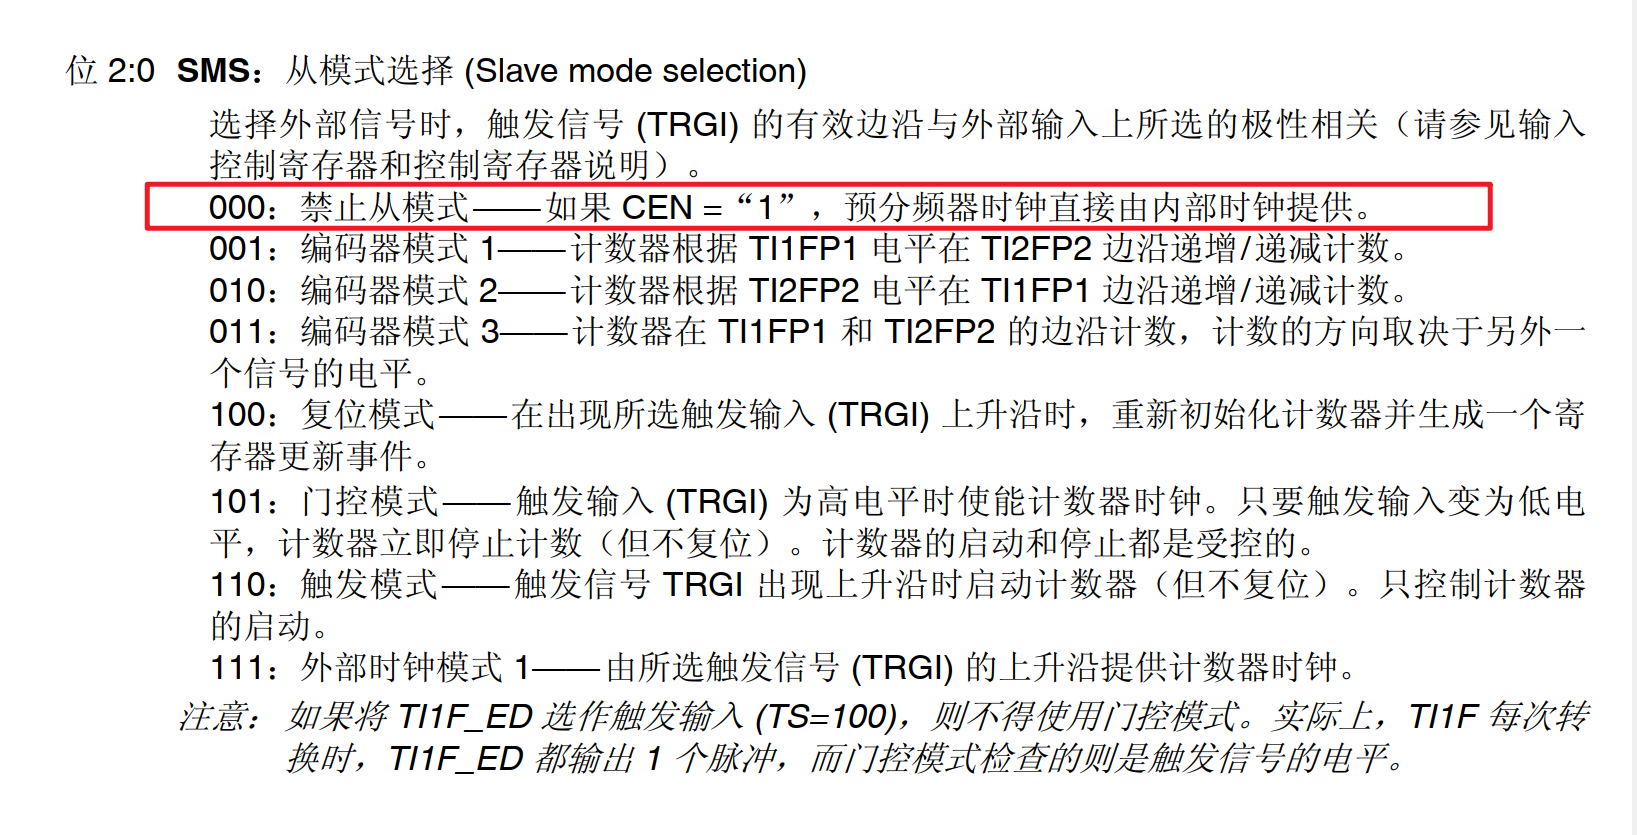 位 2:0 SMS：从模式选择 (Slave mode selection)
选择外部信号时，触发信号 (TRGI) 的有效边沿与外部输入上所选的极性相关（请参见输入
控制寄存器和控制寄存器说明）。
000：禁止从模式——如果 CEN =“1”，预分频器时钟直接由内部时钟提供。
001：编码器模式 1——计数器根据 TI1FP1 电平在 TI2FP2 边沿递增/递减计数。
010：编码器模式 2——计数器根据 TI2FP2 电平在 TI1FP1 边沿递增/递减计数。
011：编码器模式 3——计数器在 TI1FP1 和 TI2FP2 的边沿计数，计数的方向取决于另外一
个信号的电平。
100：复位模式——在出现所选触发输入 (TRGI) 上升沿时，重新初始化计数器并生成一个寄
存器更新事件。
101：门控模式——触发输入 (TRGI) 为高电平时使能计数器时钟。只要触发输入变为低电
平，计数器立即停止计数（但不复位）。计数器的启动和停止都是受控的。
110：触发模式——触发信号 TRGI 出现上升沿时启动计数器（但不复位）。只控制计数器
的启动。
111：外部时钟模式 1——由所选触发信号 (TRGI) 的上升沿提供计数器时钟。
注意： 如果将 TI1F_ED 选作触发输入 (TS=100)，则不得使用门控模式。实际上，TI1F 每次转
换时，TI1F_ED 都输出 1 个脉冲，而门控模式检查的则是触发信号的电平。